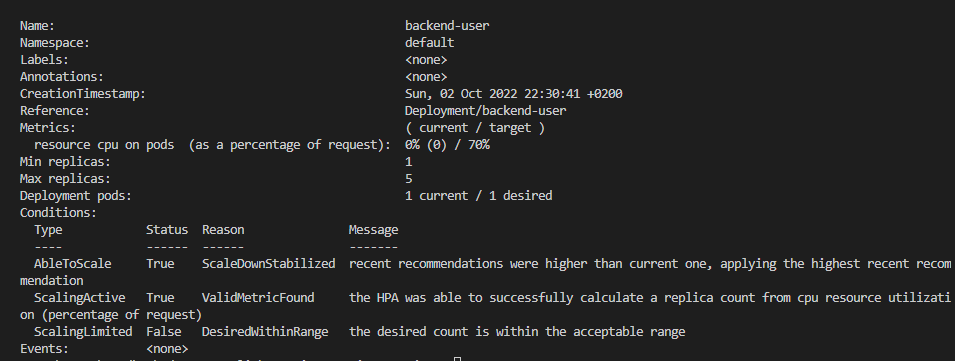 Name: backend-user
Namespace: default
Labels: <none>
Annotations: <none>
CreationTimestamp: Sun, 02 Oct 2022 22:30:41 +0200
Reference: Deployment/backend-user
Metrics: ( current / target )
resource cpu on pods (as a percentage of request): 0% (0) / 70%
Min replicas: 1
Max replicas: 5
Deployment pods: 1 current / 1 desired
Conditions:
Type Status Reason Message
---- ------ ------ -------
AbleToScale True ScaleDownStabilized recent recommendations were higher than current one, applying the highest recent recom
mendation
ScalingActive True ValidMetricFound the HPA was able to successfully calculate a replica count from cpu resource utilizati
on (percentage of request)
ScalingLimited False DesiredWithinRange the desired count is within the acceptable range
Events: <none>